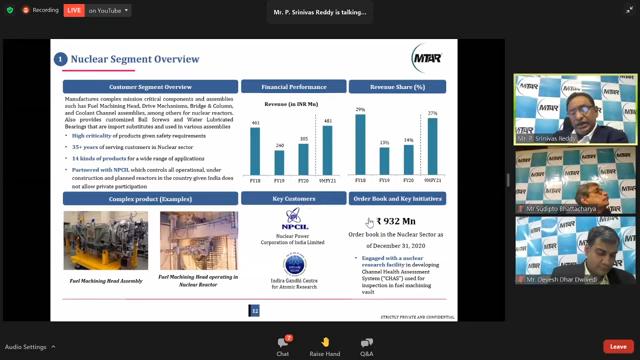 Recording
LIVE
on YouTube
Mr. P. Srinivas Reddy is talking...
1
Nuclear Segment Overview
MTAR
Customer Segment Overview
Manufactures complex mission critical components and assemblies
such has Fuel Machining Head, Drive Mechanisms, Bridge & Column,
and Coolant Channel assemblies, among others for nuclear reactors.
Also provides customized Ball Screws and Water Lubricated
Bearings that are import substitutes and used in various assemblies
High criticality of products given safety requirements
35+ years of serving customers in Nuclear sector
14 kinds of products for a wide range of applications
Partnered with NPCIL which controls all operational, under
construction and planned reactors in the country given India does
not allow private participation
Financial Performance
Revenue (in INR Mn)
461
240
305
481
FY18
FY19
FY20
9MFY21
Revenue Share (%)
29%
13%
14%
27%
FY18
FY19
FY20
9MFY21
Complex product (Examples)
Fuel Machining Head Assembly
Fuel Machining Head operating in
Nuclear Reactor
Key Customers
NPCIL
Nuclear Power
Corporation of India Limited
Indira Gandhi Centre
for Atomic Research
Order Book and Key Initiatives
₹ 932 Mn
Order book in the Nuclear Sector as
of December 31, 2020
Engaged with a nuclear
research facility in developing
Channel Health Assessment
System ("CHAS") used for
inspection in fuel machining
vault
12
STRICTLY PRIVATE AND CONFIDENTIAL
MTAR
Mr. P. Srinivas Reddy
MTAR
Mr Sudipto Bhattacharya
MTAR
Mr. Devesh Dhar Dwivedi
Audio Settings
7
Chat
Raise Hand
Q&A
Leave